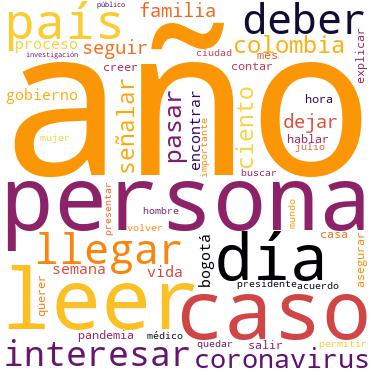 público
familia
país
deber
proceso
seguir
colombia
investigación
creer
ciudad
mes
contar
explicar
año
gobierno
señalar
pasar
encontrar
ciento
importante
hora
dejar
mujer
hablar
julio
buscar
persona
presentar
hombre
volver
mundo
llegar
día
casa
asegurar
semana
vida
bogotá
querer
leer
presidente
acuerdo
caso
pandemia
médico
quedar
salir
permitir
interesar
coronavirus